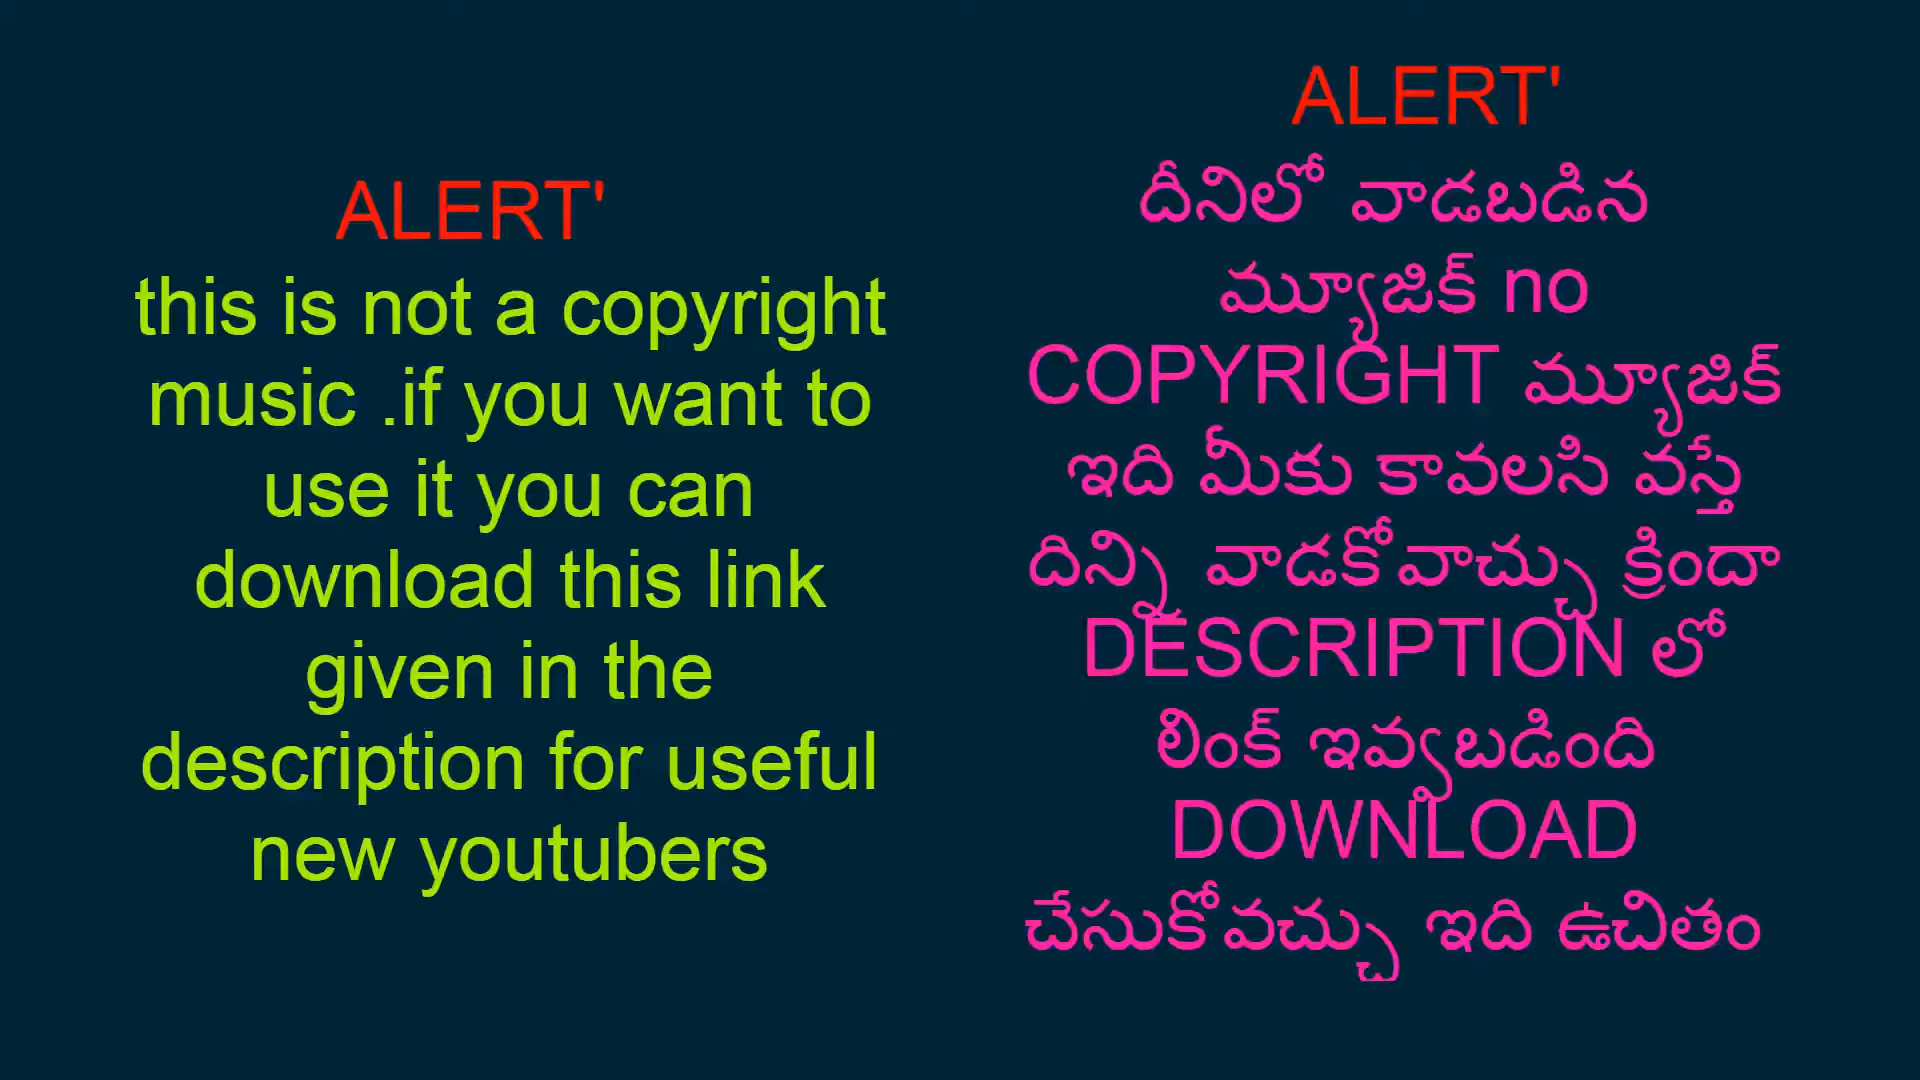 ALERT'
this is not a copyright
music .if you want to
use it you can
download this link
given in the
description for useful
new youtubers
ALERT'
దీనిలో వాడబడిన
మ్యూజిక్ no
COPYRIGHT మ్యూజిక్
ఇది మీకు కావలసి వస్తే
దిన్ని వాడకోవాచ్చు క్రిందా
DESCRIPTION లో
లింక్ ఇవ్వబడింది
DOWNLOAD
చేసుకోవచ్చు ఇది ఉచితం